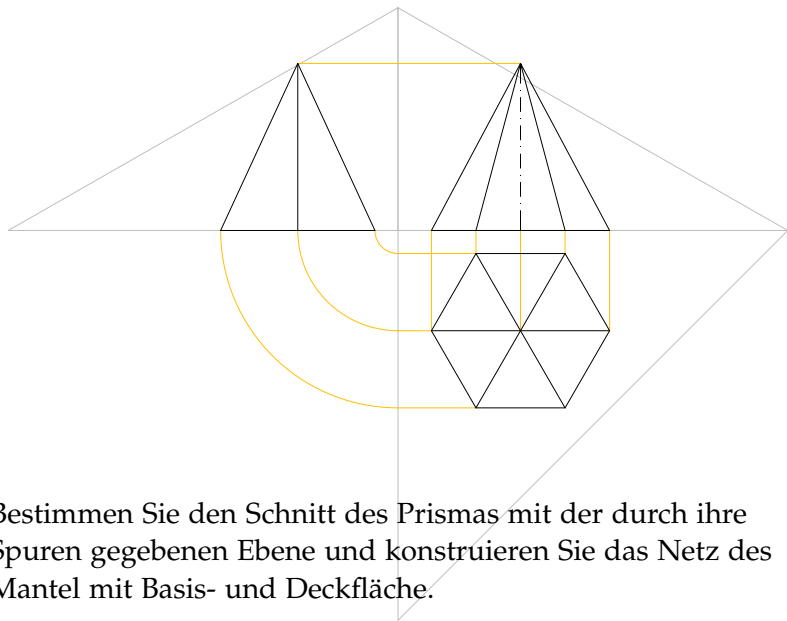 Bestimmen Sie den Schnitt des Prismas mit der durch ihre
Spuren gegebenen Ebene und konstruieren Sie das Netz des
Mantel mit Basis- und Deckfläche.